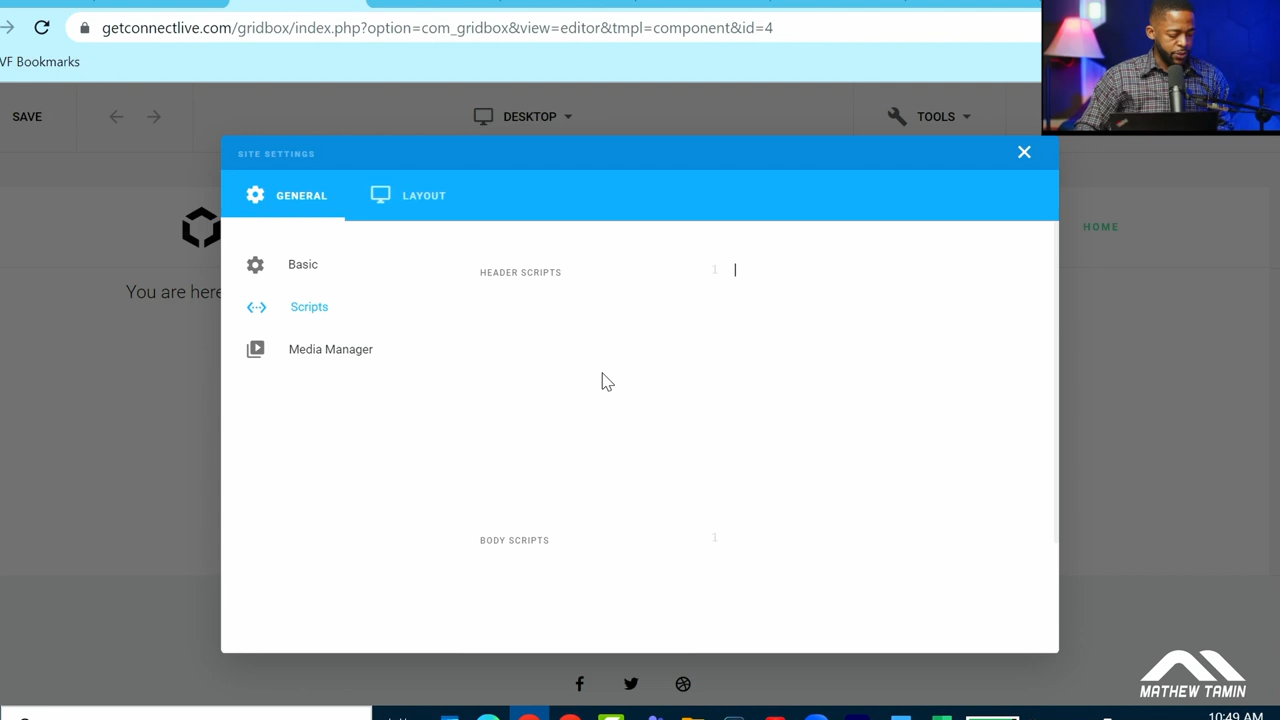 getconnectlive.com/gridbox/index.php?option=com_gridbox&view=editor&tmpl=component&id=4
VF Bookmarks
SAVE
DESKTOP
TOOLS
SITE SETTINGS
GENERAL
LAYOUT
HOME
Basic
HEADER SCRIPTS
1
You are here
Scripts
Media Manager
BODY SCRIPTS
1
MATHEW TAMIN
10:49 AM